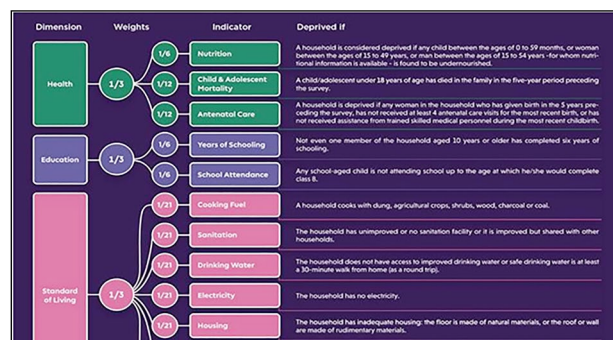 Dimension Weights Indicator Deprived if
Health
1/3
1/6 Nutrition
A household is considered deprived if any child between the ages of 0 to 59 months, or woman
between the ages of 15 to 49 years, or man between the ages of 15 to 54 years -for whom nutri-
tional information is available - is found to be undernourished.
1/12 Child & Adolescent
Mortality
A child/adolescent under 18 years of age has died in the family in the five-year period preceding
the survey.
1/12 Antenatal Care
A household is deprived if any woman in the household who has given birth in the 5 years pre-
ceding the survey, has not received at least 4 antenatal care visits for the most recent birth, or has
not received assistance from trained skilled medical personnel during the most recent childbirth.
Education
1/3
1/6 Years of Schooling
Not even one member of the household aged 10 years or older has completed six years of
schooling.
1/6 School Attendance
Any school-aged child is not attending school up to the age at which he/she would complete
class 8.
Standard
of Living
1/3
1/21 Cooking Fuel
A household cooks with dung, agricultural crops, shrubs, wood, charcoal or coal.
1/21 Sanitation
The household has unimproved or no sanitation facility or it is improved but shared with other
households.
1/21 Drinking Water
The household does not have access to improved drinking water or safe drinking water is at least
a 30-minute walk from home (as a round trip).
1/21 Electricity
The household has no electricity.
1/21 Housing
The household has inadequate housing: the floor is made of natural materials, or the roof or wall
are made of rudimentary materials.